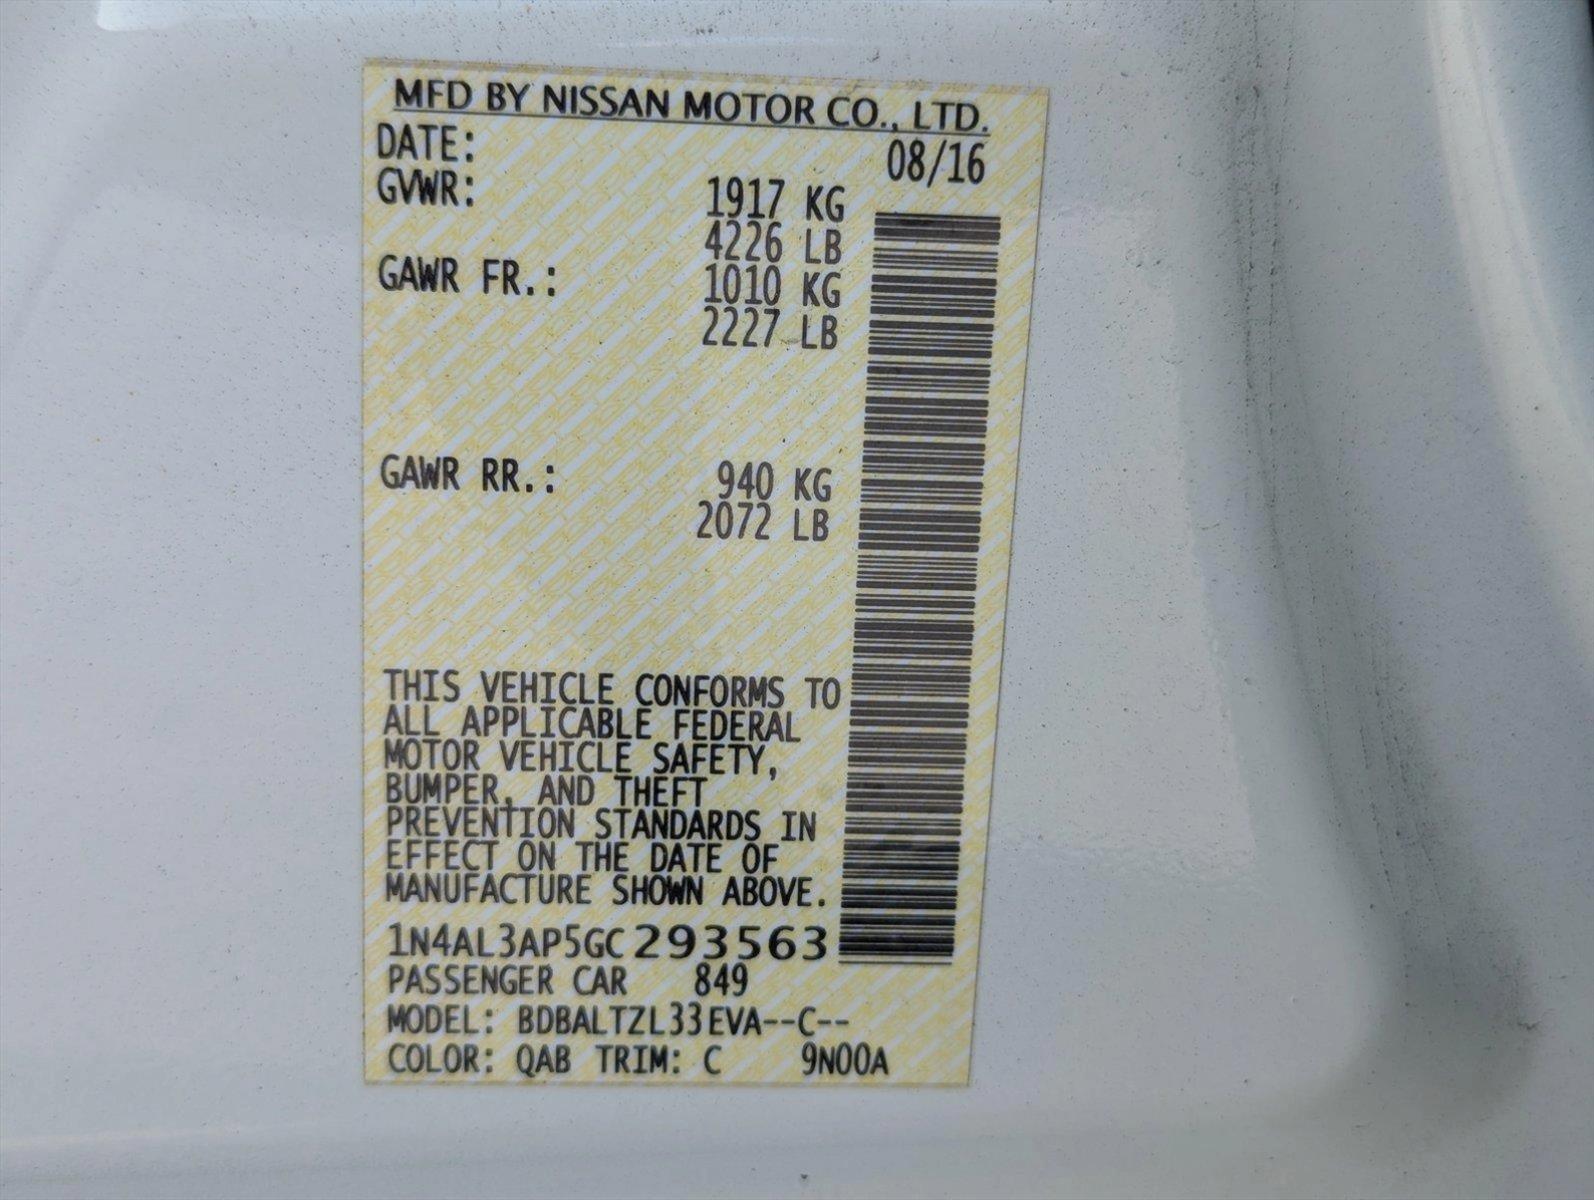 MFD BY NISSAN MOTOR CO., LTD.
DATE: 08/16
GVWR: 1917 KG
4226 LB
GAWR FR.: 1010 KG
2227 LB
GAWR RR.: 940 KG
2072 LB
THIS VEHICLE CONFORMS TO
ALL APPLICABLE FEDERAL
MOTOR VEHICLE SAFETY,
BUMPER, AND THEFT
PREVENTION STANDARDS IN
EFFECT ON THE DATE OF
MANUFACTURE SHOWN ABOVE.
1N4AL3AP5GC293563
PASSENGER CAR 849
MODEL: BDBALTZL33EVA--C--
COLOR: QAB TRIM: C 9N00A